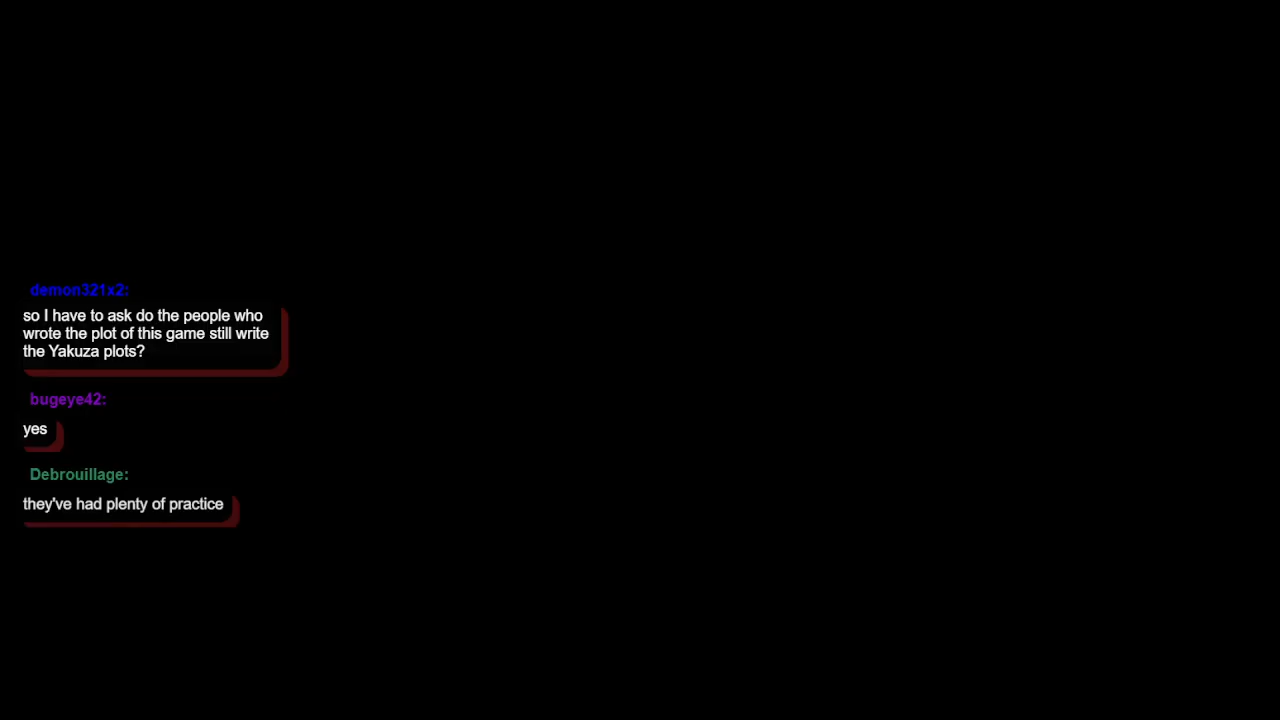 demon321x2:
so I have to ask do the people who
wrote the plot of this game still write
the Yakuza plots?
bugeye42:
yes
Debrouillage:
they've had plenty of practice